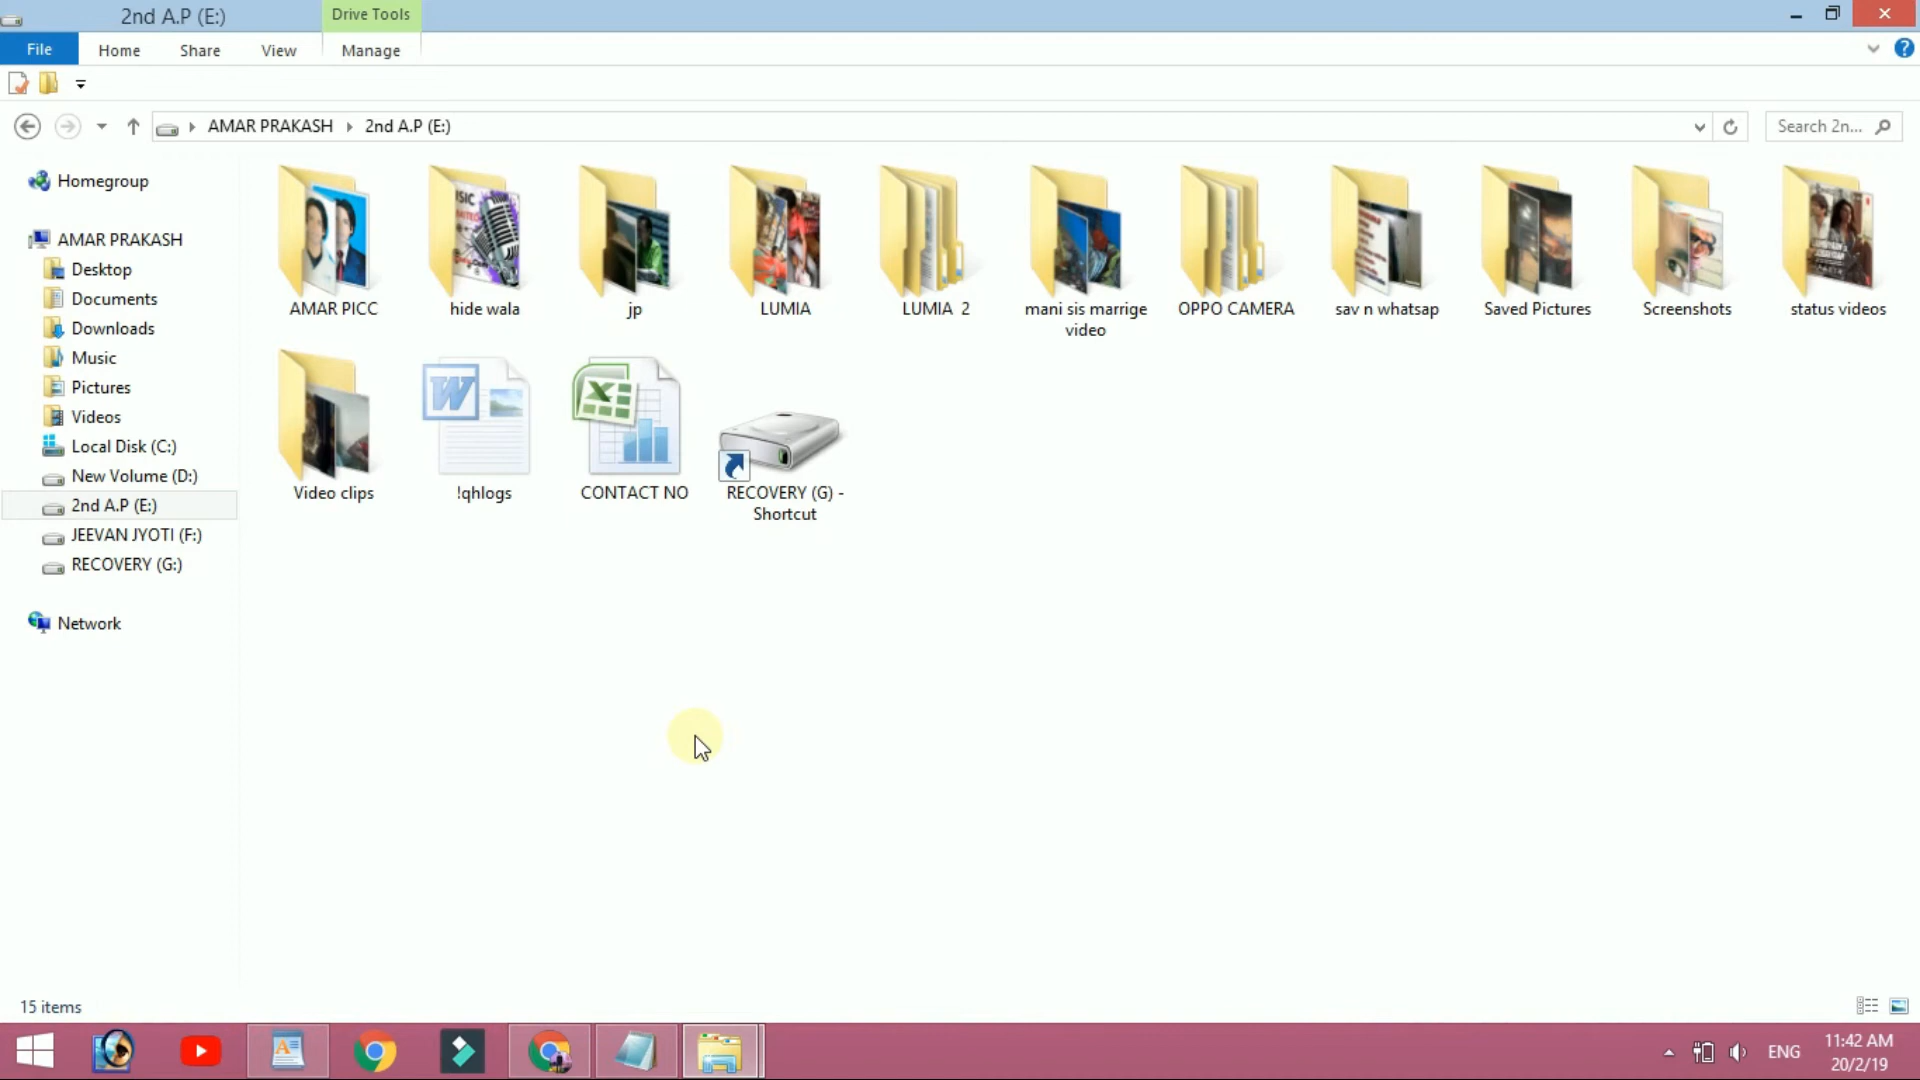 2nd A.P (E:)
Drive Tools
File
Home
Share
View
Manage
AMAR PRAKASH
2nd A.P (E:)
Search 2n...
Homegroup
AMAR PRAKASH
Desktop
Documents
Downloads
Music
Pictures
Videos
Local Disk (C:)
New Volume (D:)
2nd A.P (E:)
JEEVAN JYOTI (F:)
RECOVERY (G:)
Network
AMAR PICC
hide wala
jp
LUMIA
LUMIA 2
mani sis marrige
video
OPPO CAMERA
sav n whatsap
Saved Pictures
Screenshots
status videos
Video clips
!qhlogs
CONTACT NO
RECOVERY (G) -
Shortcut
15 items
ENG
11:42 AM
20/2/19